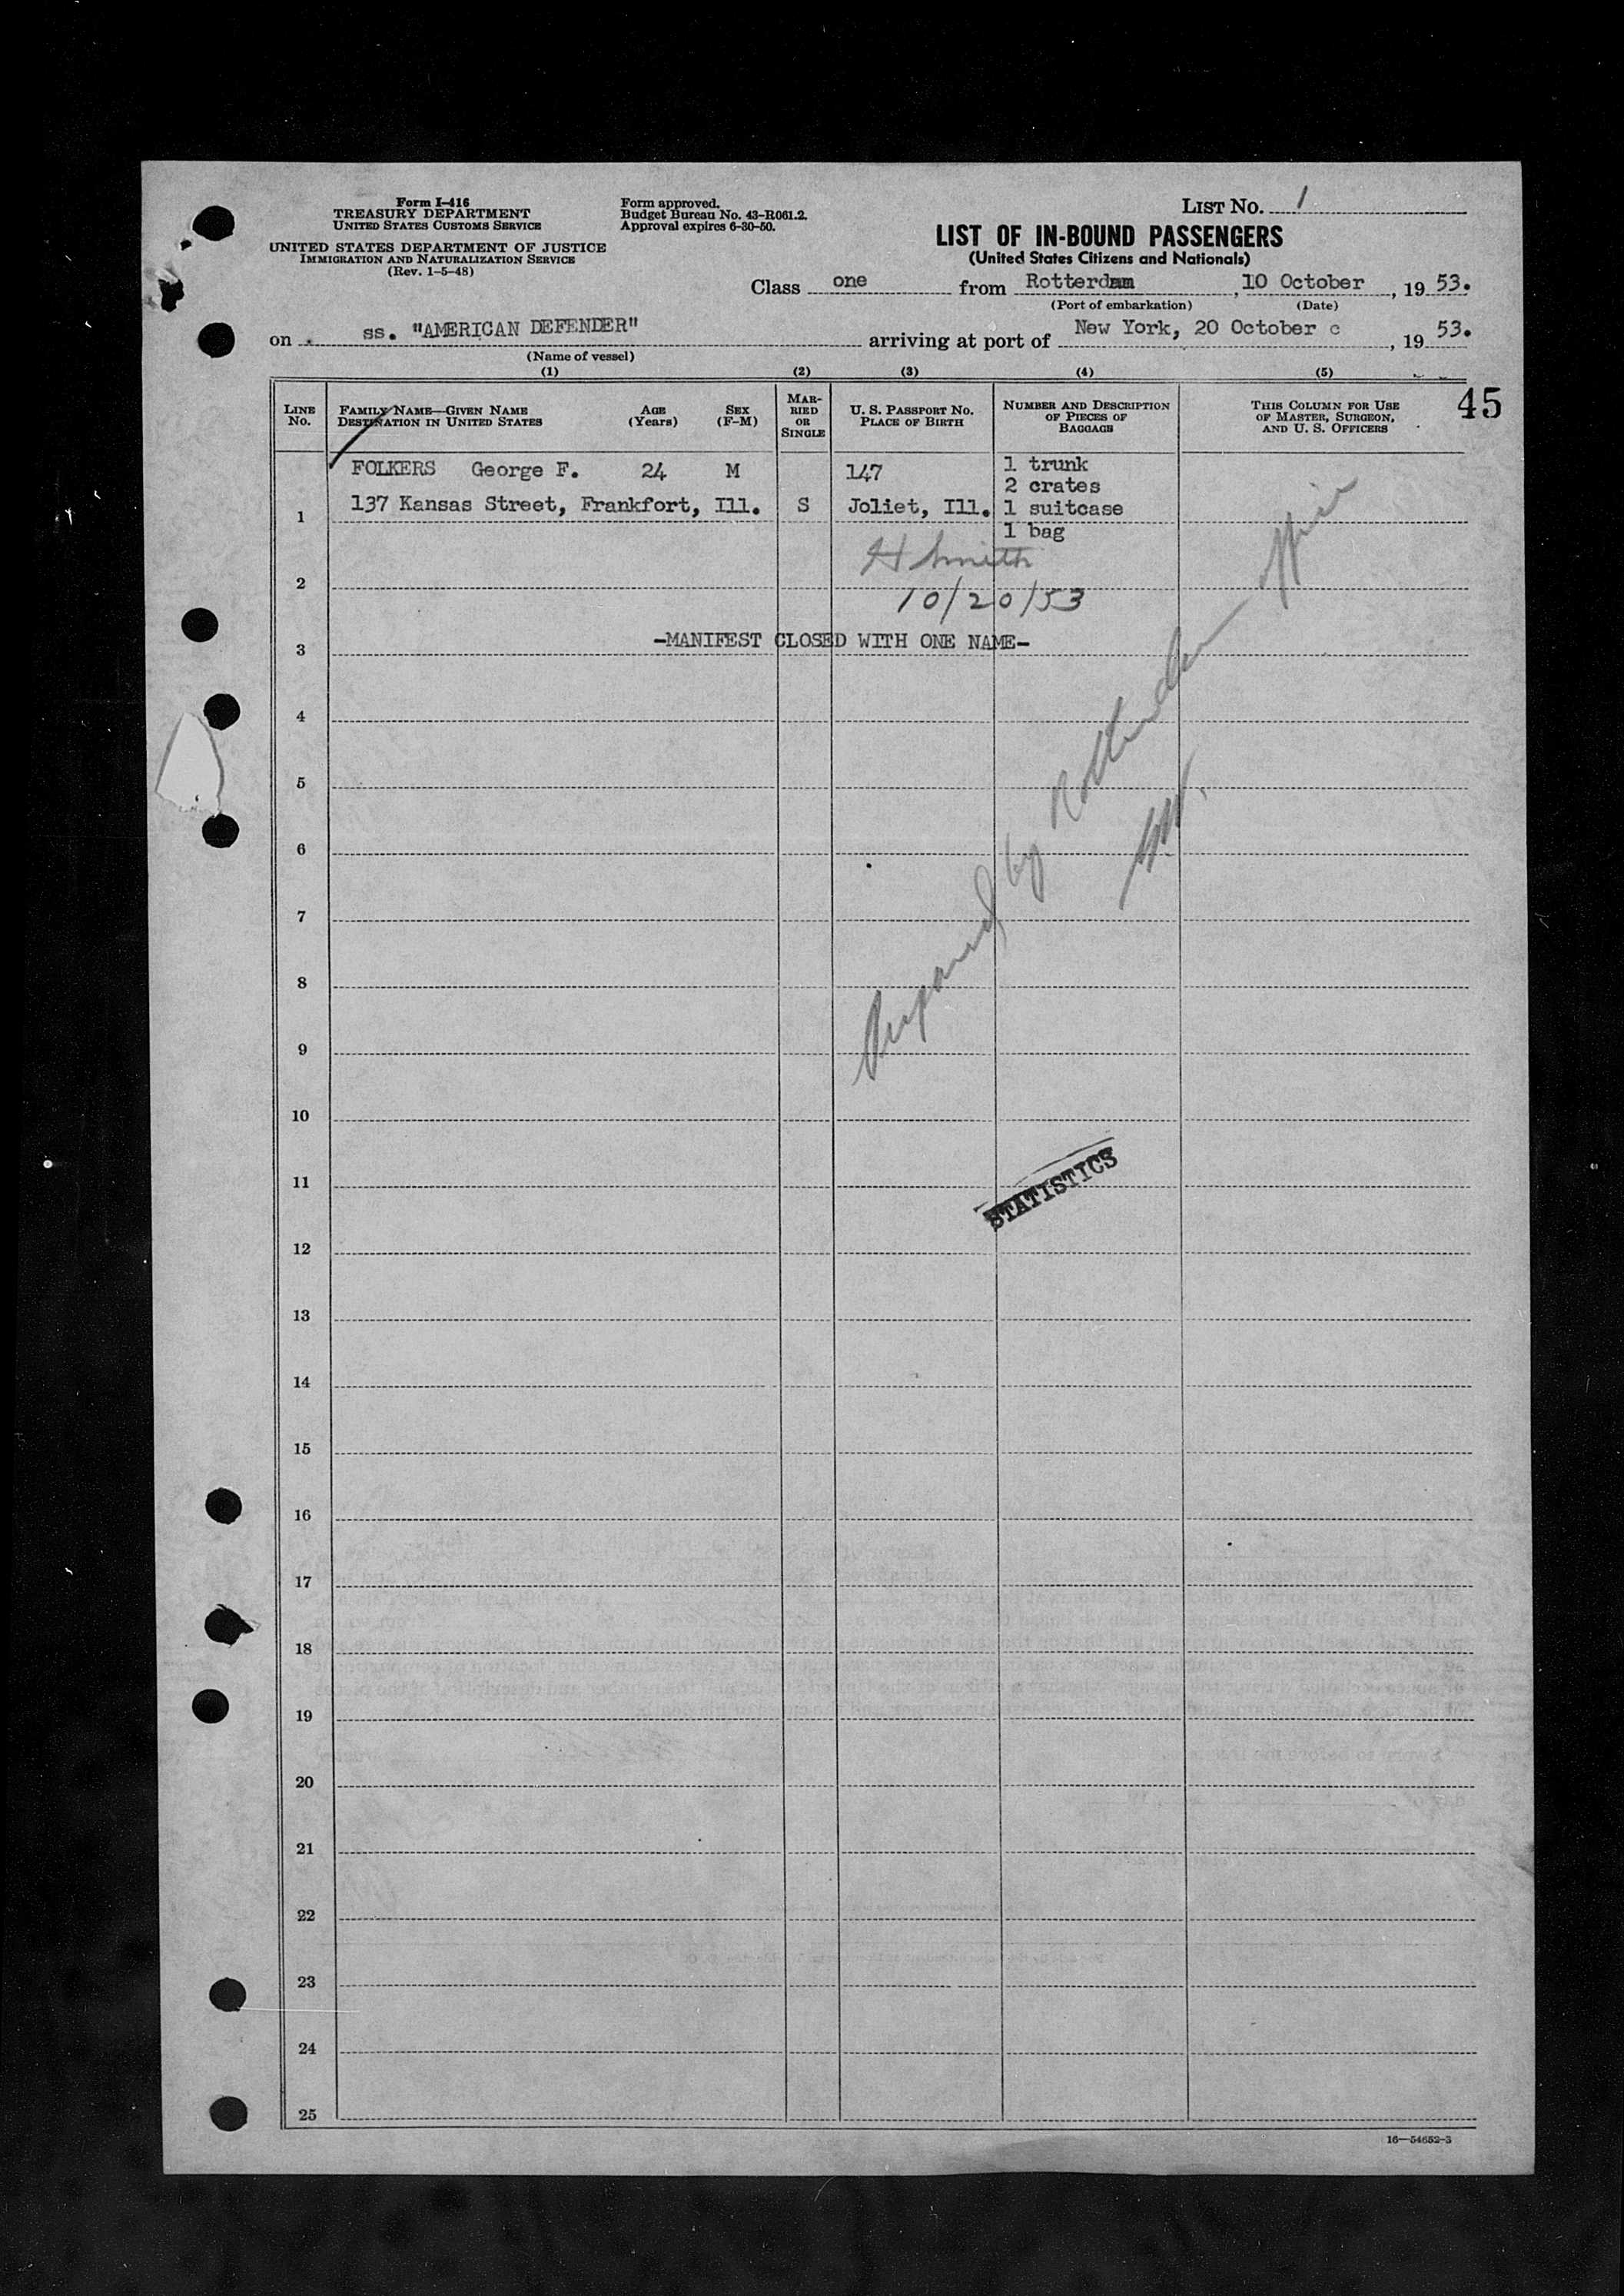 Form I-416
TREASURY DEPARTMENT
UNITED STATES CUSTOMS SERVICE
UNITED STATES DEPARTMENT OF JUSTICE
IMMIGRATION AND NATURALIZATION SERVICE
(Rev. 1-5-48)
Form approved.
Budget Bureau No. 43-R061.2.
Approval expires 6-30-50.
LIST NO. 1
LIST OF IN-BOUND PASSENGERS
(United States Citizens and Nationals)
Class one from Rotterdam, 10 October, 19 53.
(Port of embarkation) (Date)
on ss. "AMERICAN DEFENDER" arriving at port of New York, 20 October c, 19 53.
(Name of vessel)
(1) (2) (3) (4) (5)
LINE NO.
FAMILY NAME—GIVEN NAME
DESTINATION IN UNITED STATES
AGE
(Years)
SEX
(F-M)
MAR-
RIED
OR
SINGLE
U. S. PASSPORT NO.
PLACE OF BIRTH
NUMBER AND DESCRIPTION
OF PIECES OF
BAGGAGE
THIS COLUMN FOR USE
OF MASTER, SURGEON,
AND U. S. OFFICERS
45
FOLKERS George F. 24 M 147 1 trunk
2 crates
1 137 Kansas Street, Frankfort, Ill. S Joliet, Ill. 1 suitcase
1 bag
H Smith
2
10/20/53
3 -MANIFEST CLOSED WITH ONE NAME-
4
5
6
7
8
9
10
11
12
13
14
15
16
17
18
19
20
21
22
23
24
25
Prepared by Rotterdam office
STATISTICS
16—54652-3